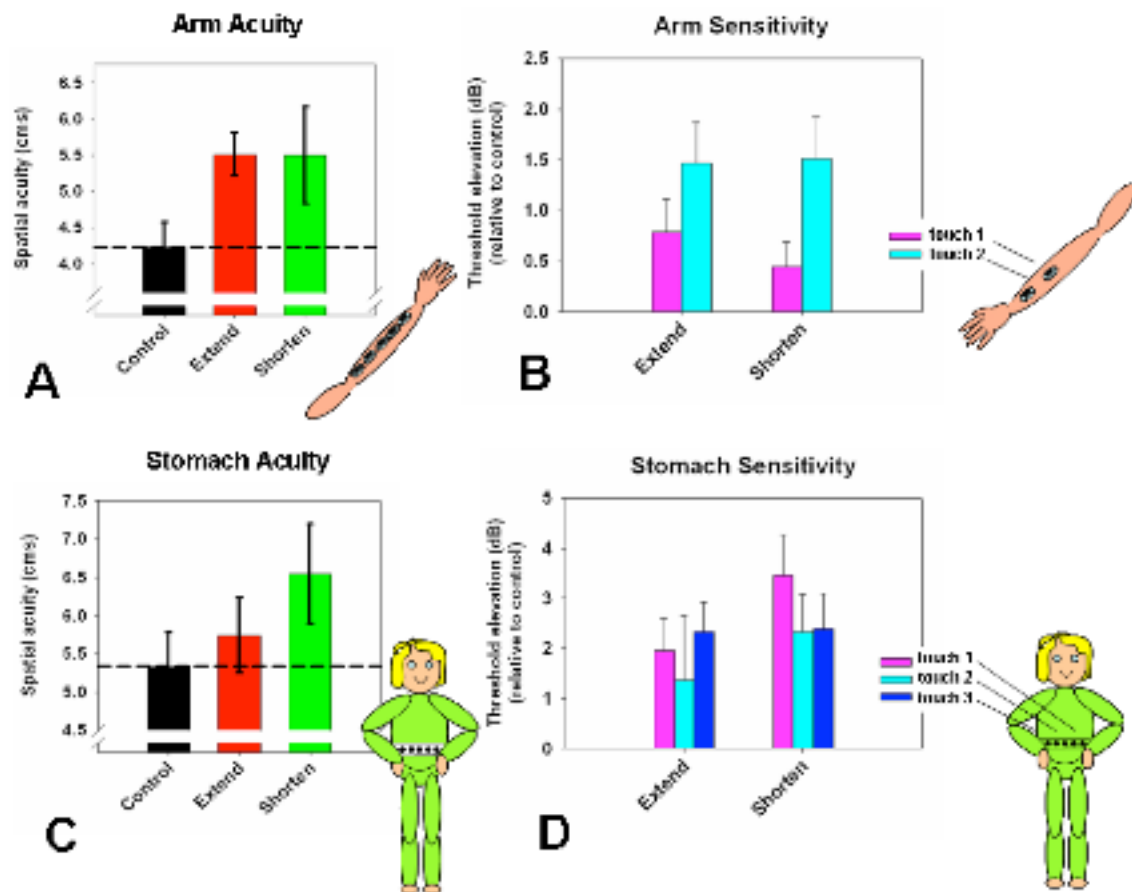 Arm Acuity
Spatial acuity (cms)
6.5
6.0
5.5
5.0
4.5
4.0
Control
Extend
Shorten
A
Arm Sensitivity
Threshold elevation (dB)
(relative to control)
2.5
2.0
1.5
1.0
0.5
0.0
Extend
Shorten
touch 1
touch 2
B
Stomach Acuity
Spatial acuity (cms)
7.5
7.0
6.5
6.0
5.5
5.0
4.5
Control
Extend
Shorten
C
Stomach Sensitivity
Threshold elevation (dB)
(relative to control)
5
4
3
2
1
0
Extend
Shorten
touch 1
touch 2
touch 3
D